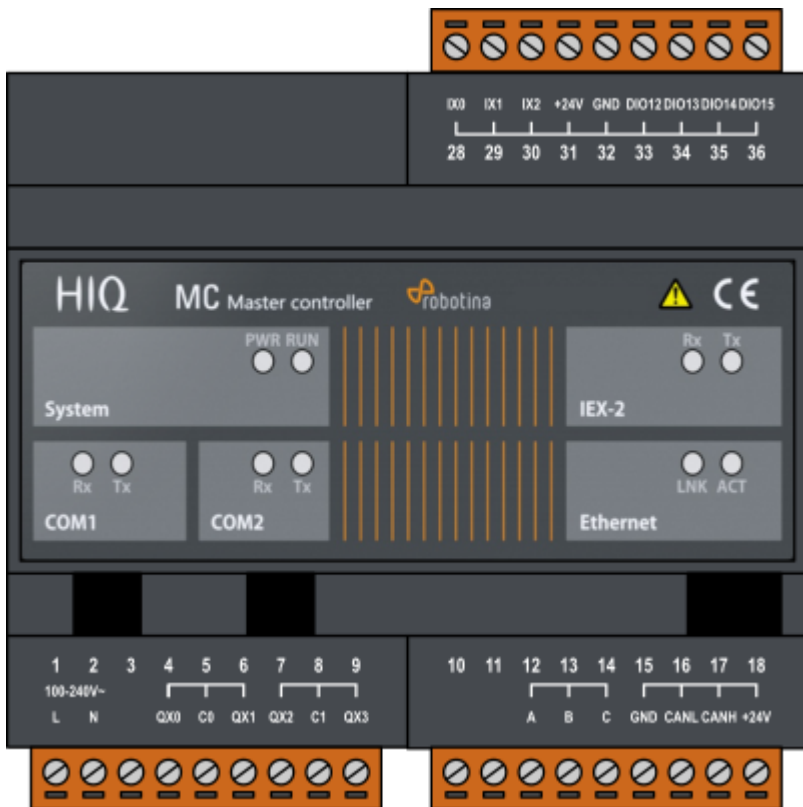 IX0 IX1 IX2 +24V GND DIO12 DIO13 DIO14 DIO15
28 29 30 31 32 33 34 35 36
HIQ MC Master controller robotina CE
PWR RUN Rx Tx
System IEX-2
Rx Tx Rx Tx LNK ACT
COM1 COM2 Ethernet
1 2 3 4 5 6 7 8 9 10 11 12 13 14 15 16 17 18
100-240V~
L N QX0 C0 QX1 QX2 C1 QX3 A B C GND CANL CANH +24V